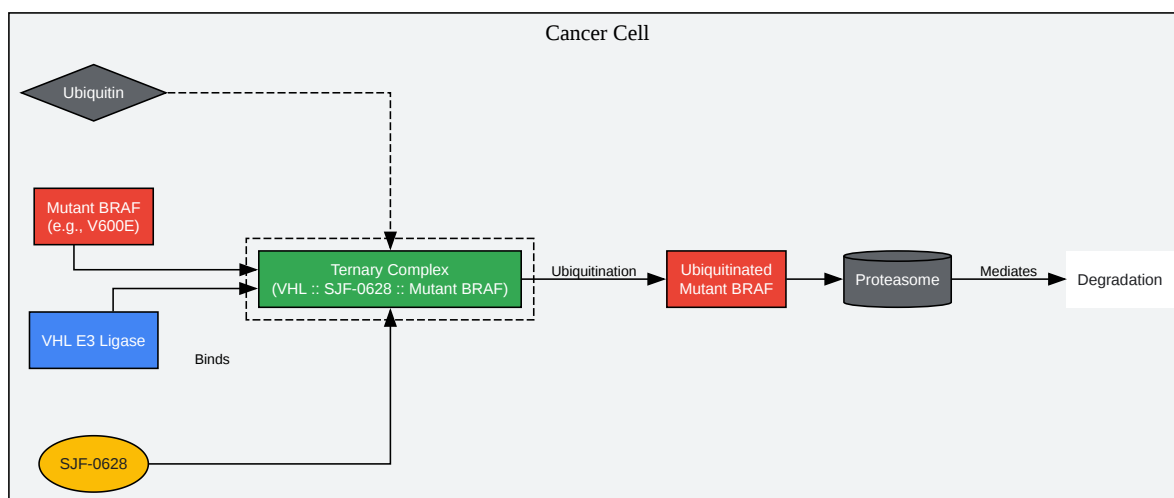 Cancer Cell
Ubiquitin
Mutant BRAF
(e.g., V600E)
Ternary Complex
(VHL :: SJF-0628 :: Mutant BRAF)
Ubiquitination
Ubiquitinated
Mutant BRAF
Proteasome
Mediates
Degradation
VHL E3 Ligase
Binds
SJF-0628